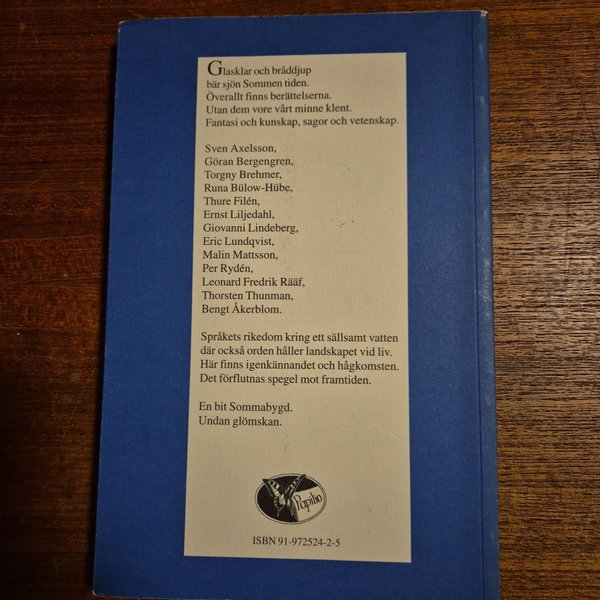 Glasklar och bråddjup
bär sjön Sommen tiden.
Överallt finns berättelserna.
Utan dem vore vårt minne klent.
Fantasi och kunskap, sagor och vetenskap.
Sven Axelsson,
Göran Bergengren,
Torgny Brehmer,
Runa Bülow-Hübe,
Thure Filén,
Ernst Liljedahl,
Giovanni Lindeberg,
Eric Lundqvist,
Malin Mattsson,
Per Rydén,
Leonard Fredrik Rääf,
Thorsten Thunman,
Bengt Åkerblom.
Språkets rikedom kring ett sällsamt vatten
där också orden håller landskapet vid liv.
Här finns igenkännandet och hågkomsten.
Det förflutnas spegel mot framtiden.
En bit Sommabygd.
Undan glömskan.
Papilio
ISBN 91-972524-2-5